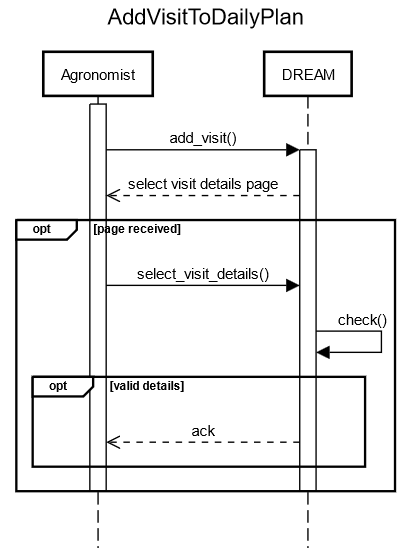 AddVisitToDailyPlan
Agronomist
DREAM
add_visit()
select visit details page
opt
[page received]
select_visit_details()
check()
opt
[valid details]
ack